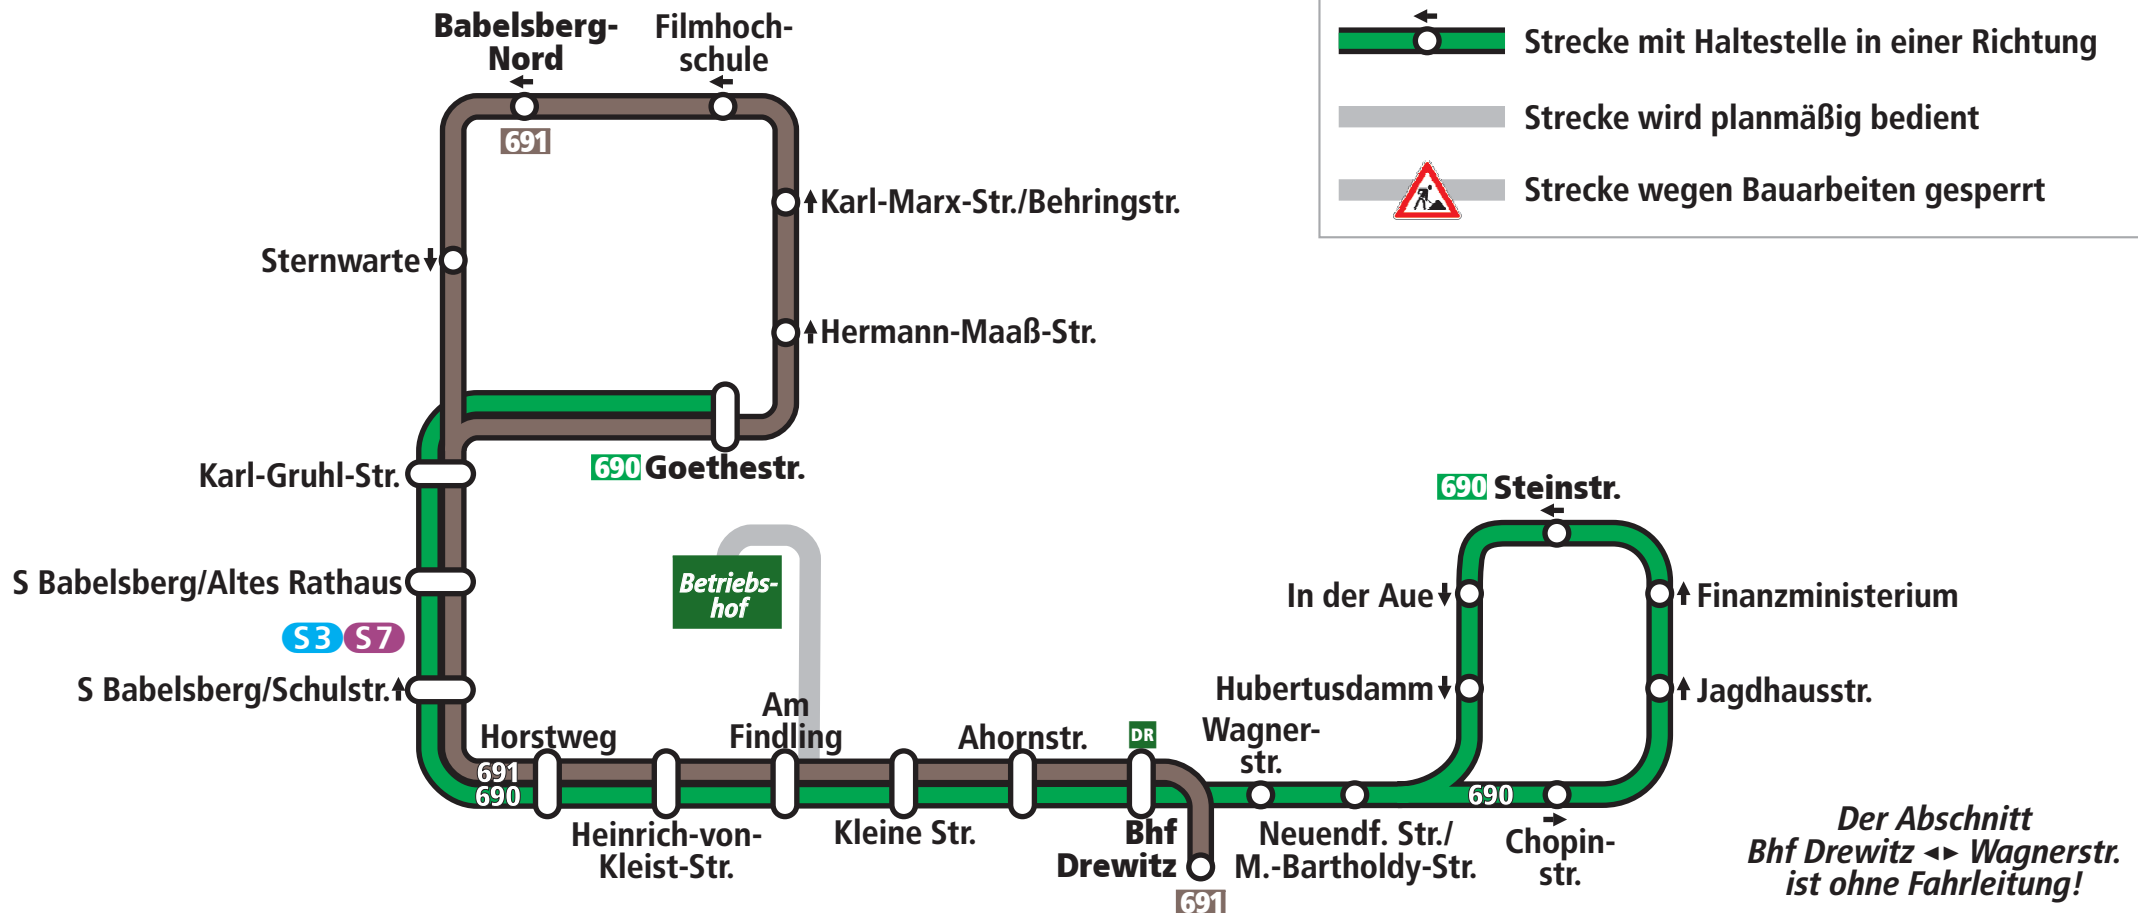 Babelsberg-
Nord
Filmhoch-
schule
691
Karl-Marx-Str./Behringstr.
Sternwarte
Hermann-Maaß-Str.
690 Goethestr.
Karl-Gruhl-Str.
S Babelsberg/Altes Rathaus
S3 S7
S Babelsberg/Schulstr.
Betriebs-
hof
Horstweg
Am
Findling
Ahornstr.
DR
Wagner-
str.
691
690
Heinrich-von-
Kleist-Str.
Kleine Str.
Bhf
Drewitz
691
Neuendf. Str./
M.-Bartholdy-Str.
690
Chopin-
str.
690 Steinstr.
In der Aue
Finanzministerium
Hubertusdamm
Jagdhausstr.
Strecke mit Haltestelle in einer Richtung
Strecke wird planmäßig bedient
Strecke wegen Bauarbeiten gesperrt
Der Abschnitt
Bhf Drewitz ◄► Wagnerstr.
ist ohne Fahrleitung!